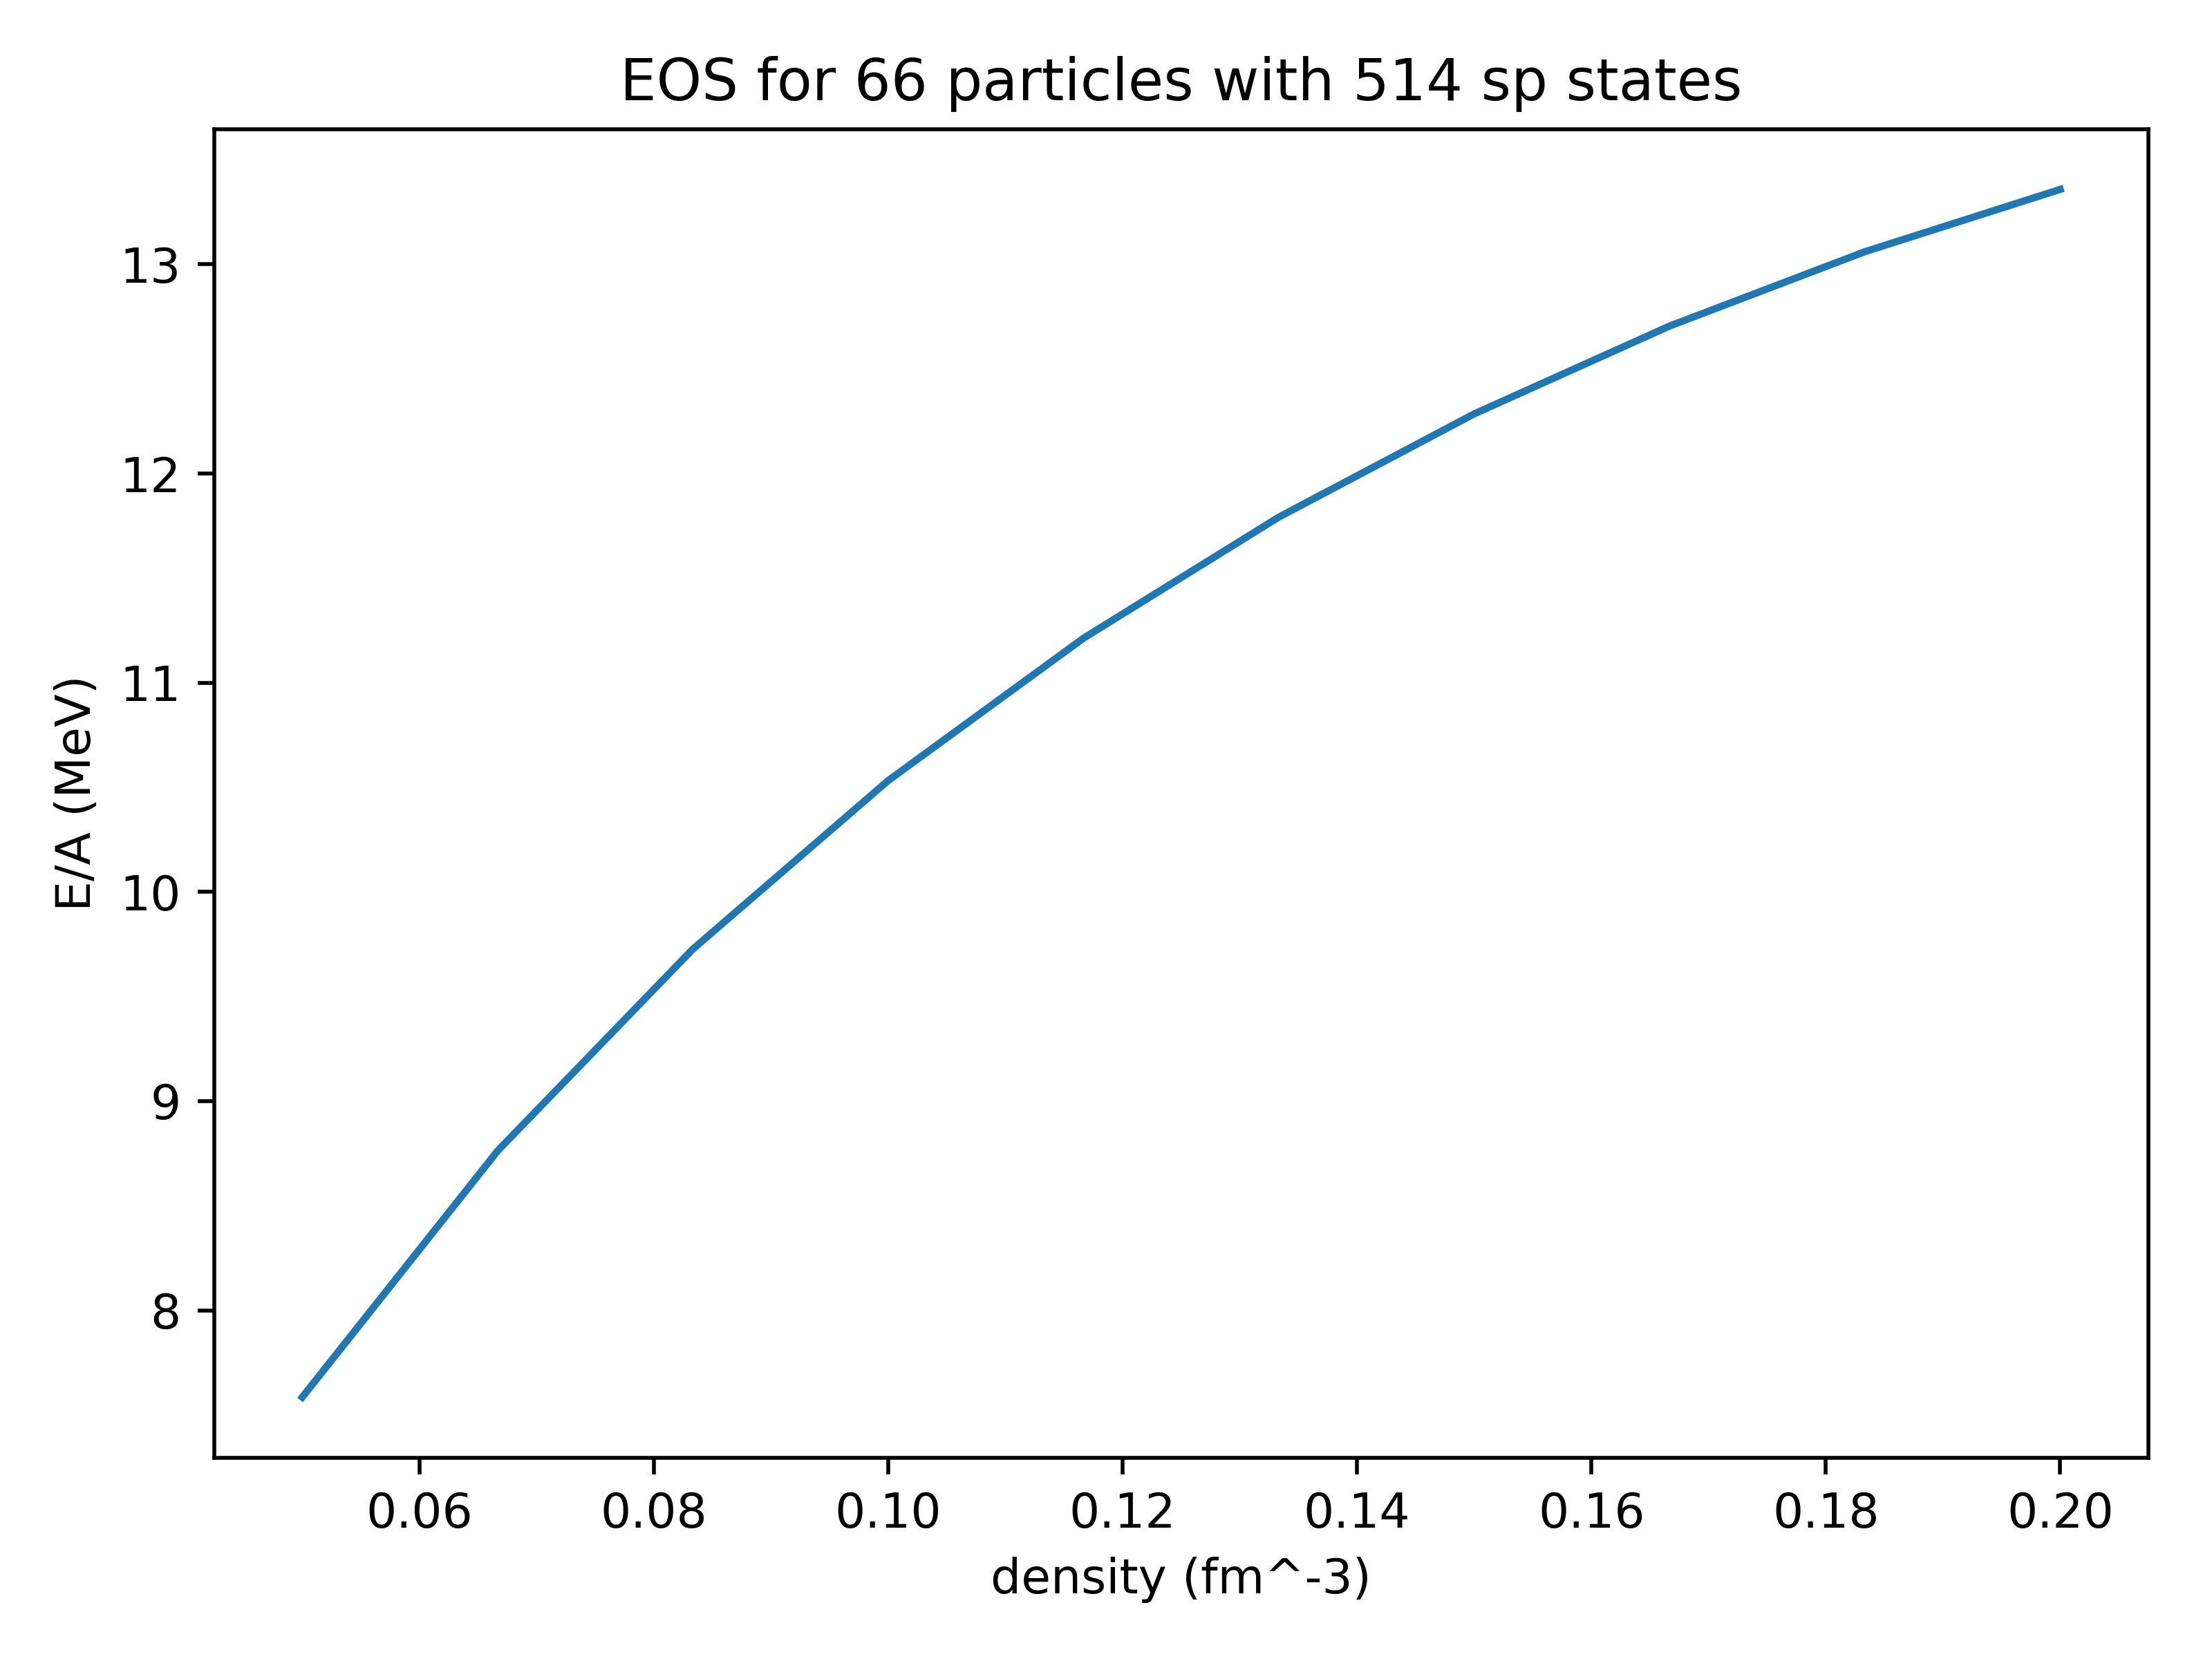 EOS for 66 particles with 514 sp states
E/A (MeV)
13
12
11
10
9
8
0.06 0.08 0.10 0.12 0.14 0.16 0.18 0.20
density (fm^-3)